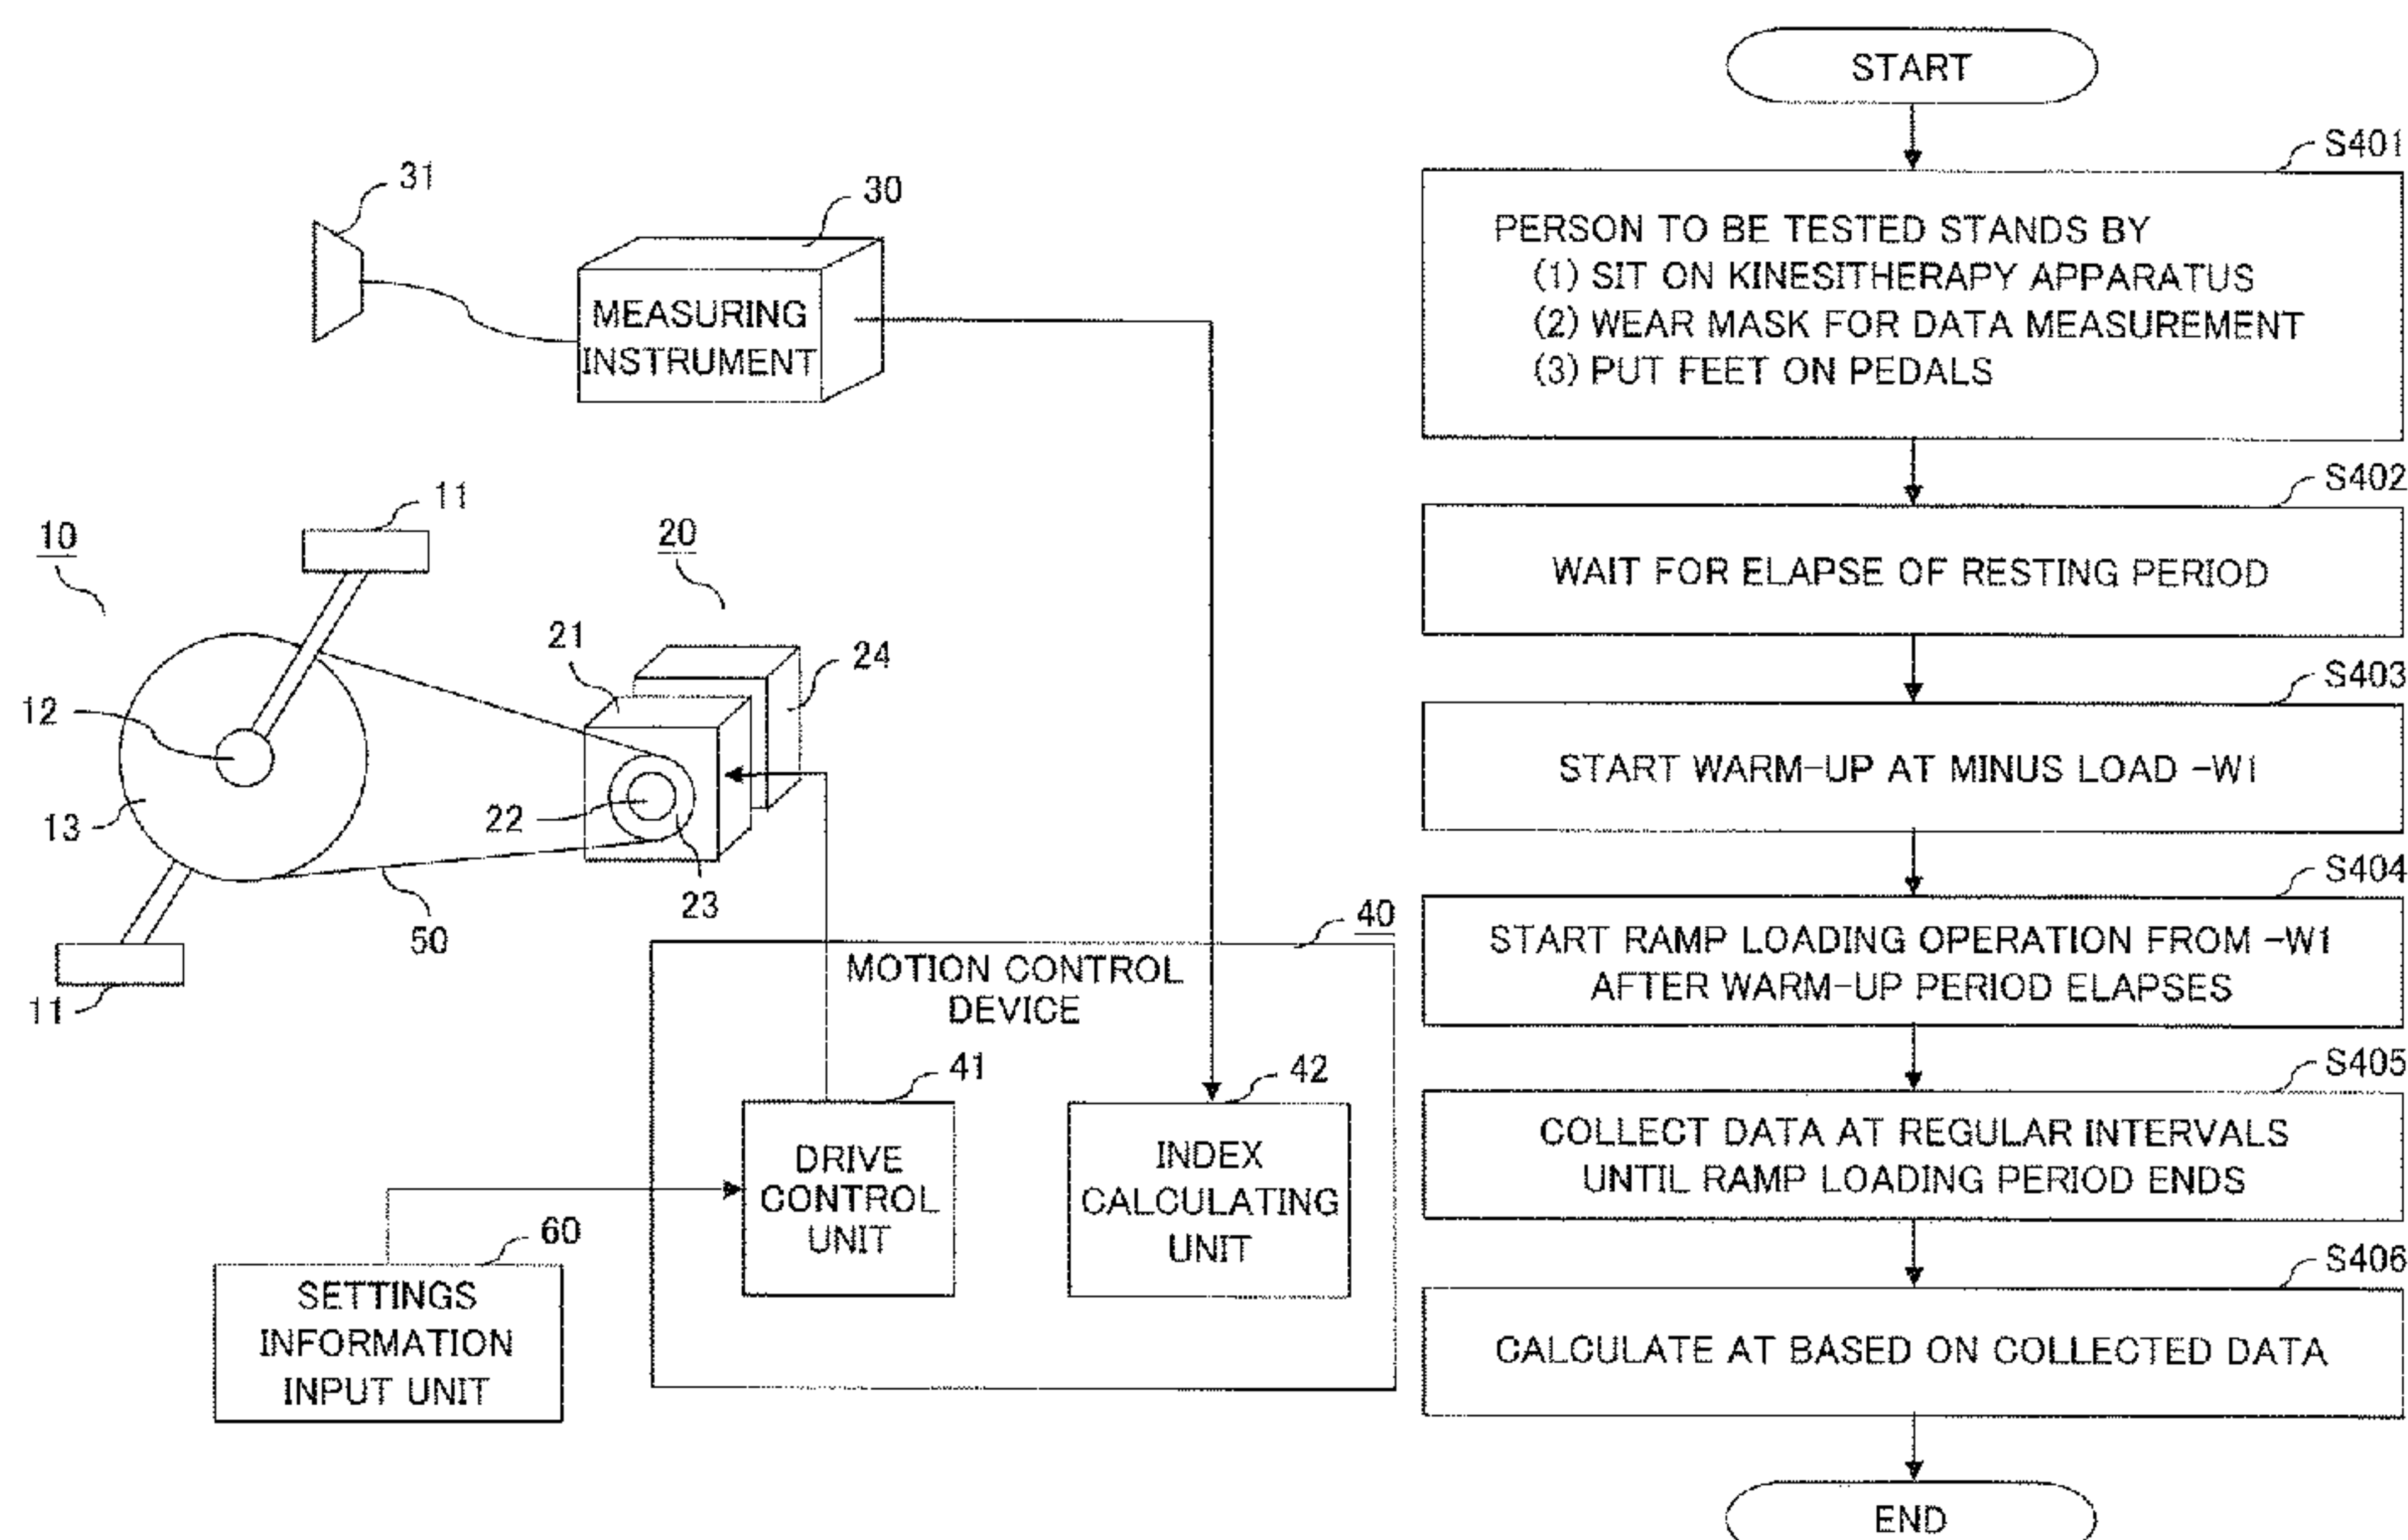 31
30
MEASURING
INSTRUMENT
11
10
20
21
24
12
13
22
23
50
11
40
MOTION CONTROL
DEVICE
41
42
DRIVE
CONTROL
UNIT
INDEX
CALCULATING
UNIT
60
SETTINGS
INFORMATION
INPUT UNIT
START
S401
PERSON TO BE TESTED STANDS BY
(1) SIT ON KINESITHERAPY APPARATUS
(2) WEAR MASK FOR DATA MEASUREMENT
(3) PUT FEET ON PEDALS
S402
WAIT FOR ELAPSE OF RESTING PERIOD
S403
START WARM-UP AT MINUS LOAD -W1
S404
START RAMP LOADING OPERATION FROM -W1
AFTER WARM-UP PERIOD ELAPSES
S405
COLLECT DATA AT REGULAR INTERVALS
UNTIL RAMP LOADING PERIOD ENDS
S406
CALCULATE AT BASED ON COLLECTED DATA
END